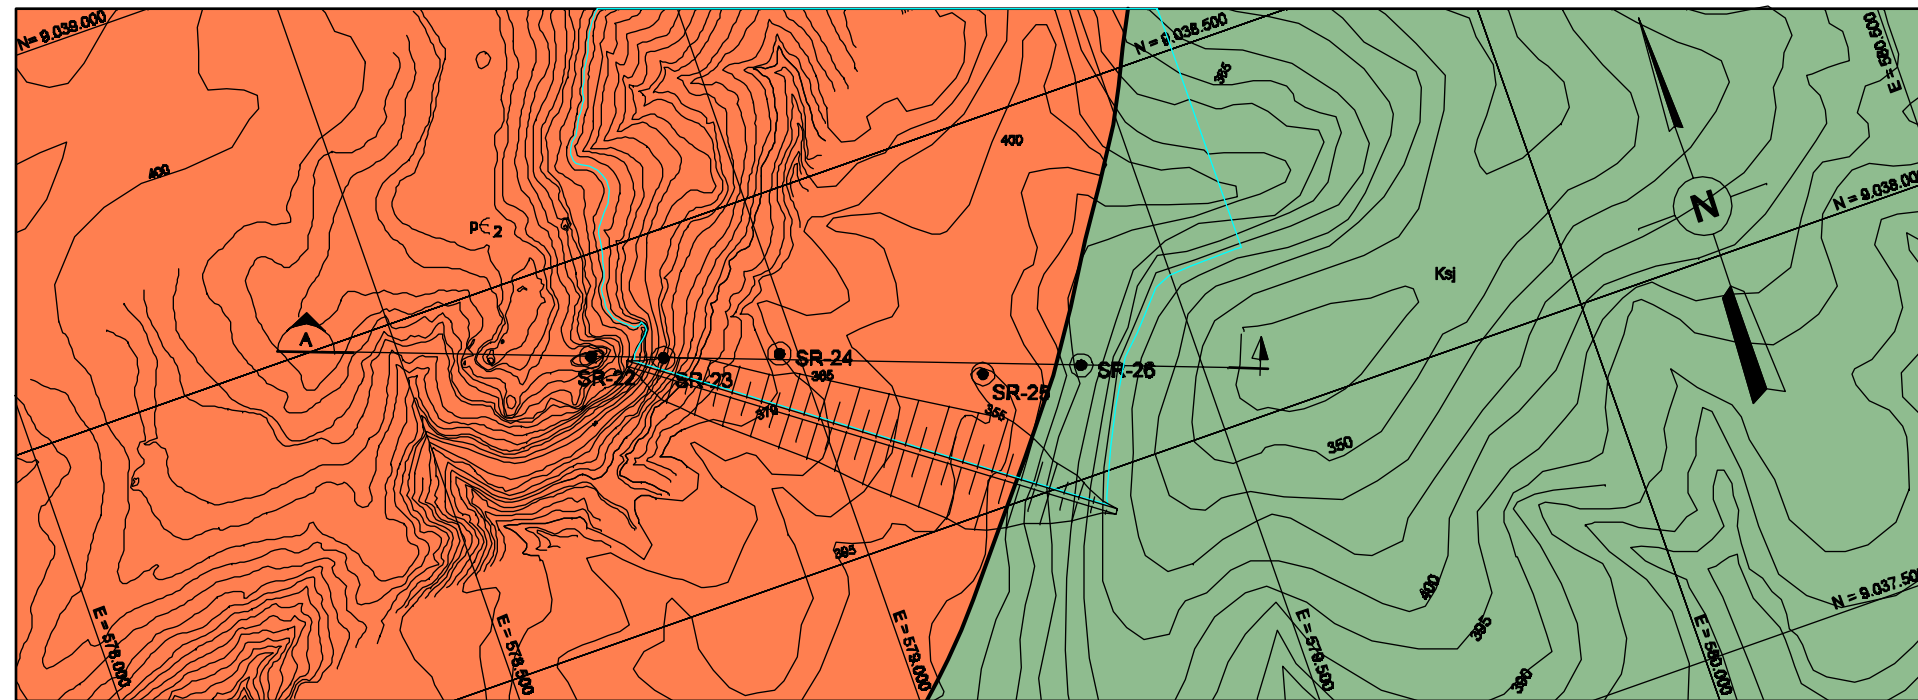 N= 9.039.000
N = 9.038.500
E = 580.500
385
400
400
N = 9.038.000
N
p∈ 2
Ksj
A
SR-22
SR-23
SR-24
SR-25
SR-26
385
370
355
350
395
400
395
390
N = 9.037.500
E = 578.000
E = 578.500
E = 579.000
E = 579.500
E = 580.000